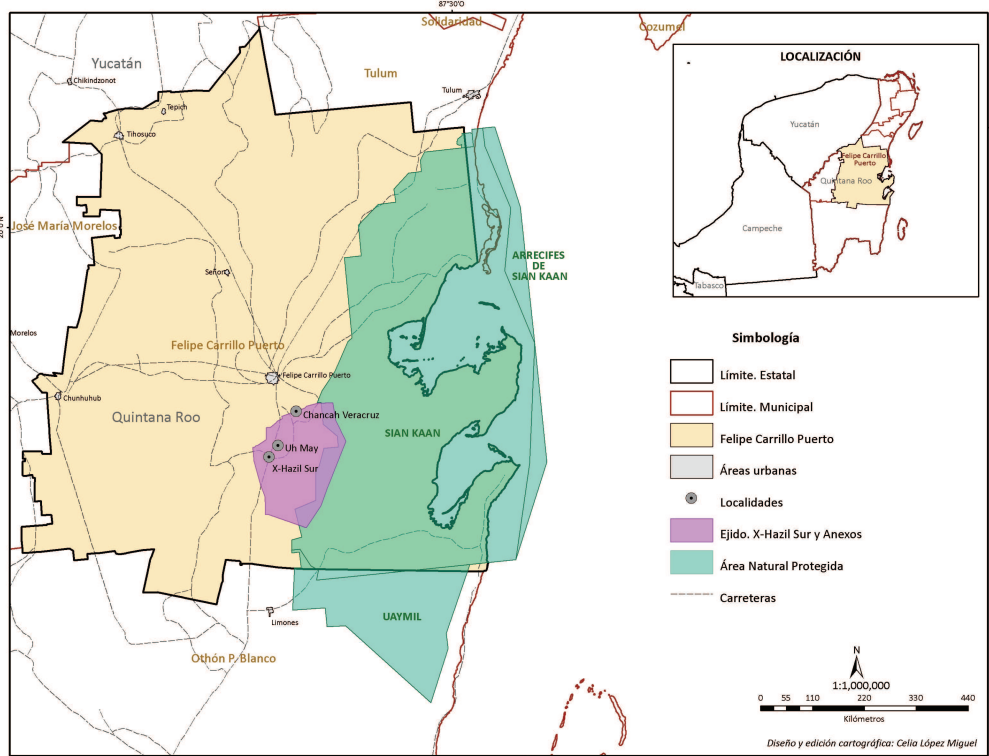 87°30'0
Solidaridad
Cozumel
Yucatán
Chikindzonot
Tulum
Tulum
Tepich
Tihosuco
José María Morelos
20°0'N
Señor
ARRECIFES
DE
SIAN KAAN
Morelos
Felipe Carrillo Puerto
Felipe Carrillo Puerto
Chunhuhub
Quintana Roo
Chancah Veracruz
SIAN KAAN
Uh May
X-Hazil Sur
UAYMIL
Limones
Othón P. Blanco
LOCALIZACIÓN
Yucatán
Felipe Carrillo
Puerto
Quintana Roo
Campeche
Tabasco
Simbología
Límite. Estatal
Límite. Municipal
Felipe Carrillo Puerto
Áreas urbanas
Localidades
Ejido. X-Hazil Sur y Anexos
Área Natural Protegida
Carreteras
N
1:1,000,000
0 55 110 220 330 440
Kilómetros
Diseño y edición cartográfica: Celia López Miguel